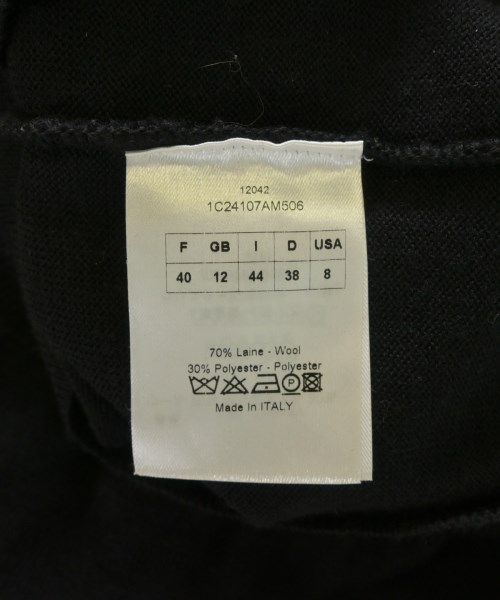 12042
1C24107AM506
F GB I D USA
40 12 44 38 8
70% Laine - Wool
30% Polyester - Polyester
P
Made In ITALY